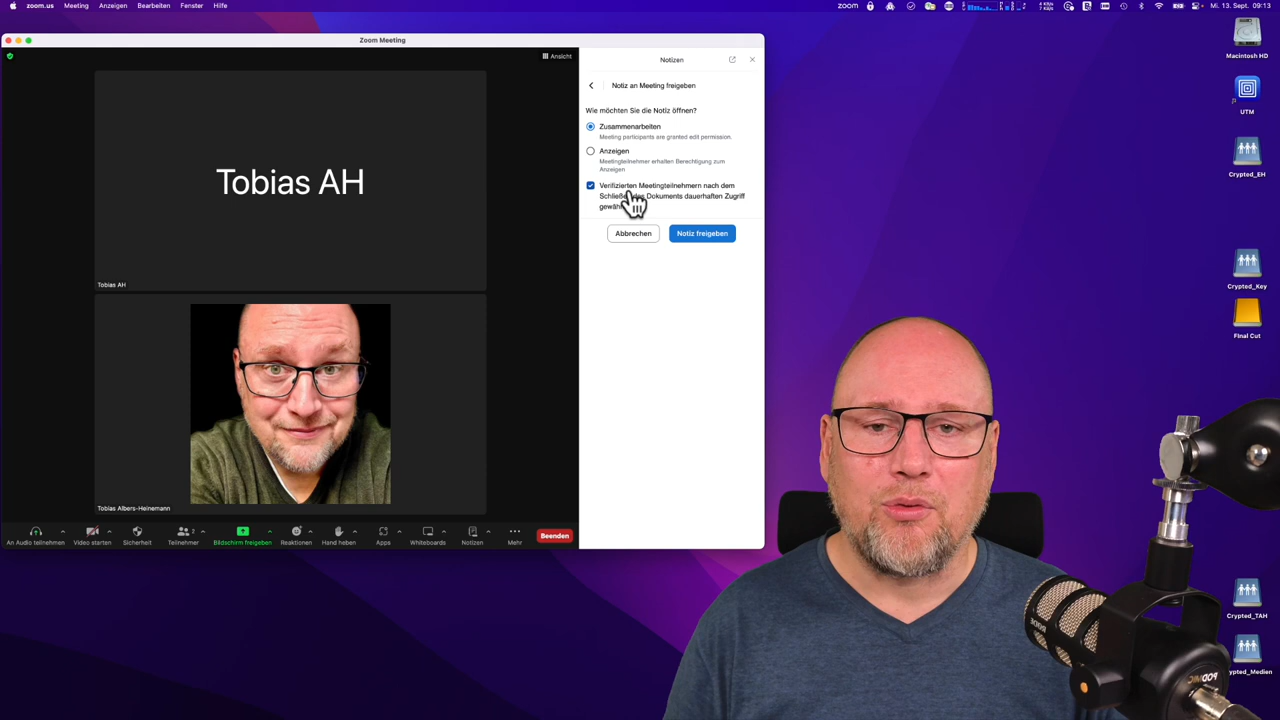 zoom.us Meeting Anzeigen Bearbeiten Fenster Hilfe
zoom Mi. 13. Sept. 09:13
Zoom Meeting
Ansicht
Tobias AH
Tobias AH
Tobias Albers-Heinemann
An Audio teilnehmen Video starten Sicherheit Teilnehmer 2 Bildschirm freigeben Reaktionen Hand heben Apps Whiteboards Notizen Mehr Beenden
Notizen
Notiz an Meeting freigeben
Wie möchten Sie die Notiz öffnen?
Zusammenarbeiten
Meeting participants are granted edit permission.
Anzeigen
Meetingteilnehmer erhalten Berechtigung zum
Anzeigen
Verifizierten Meetingteilnehmern nach dem
Dokuments dauerhaften Zugriff
Abbrechen Notiz freigeben
Macintosh HD
UTM
Crypted_EH
Crypted_Key
FInal Cut
Crypted_TAH
Crypted_Medien